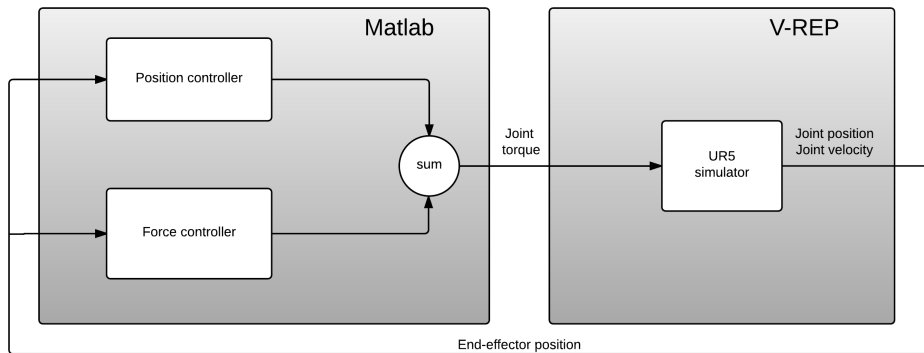 Matlab
V-REP
Position controller
Joint
torque
sum
Joint position
Joint velocity
UR5
simulator
Force controller
End-effector position